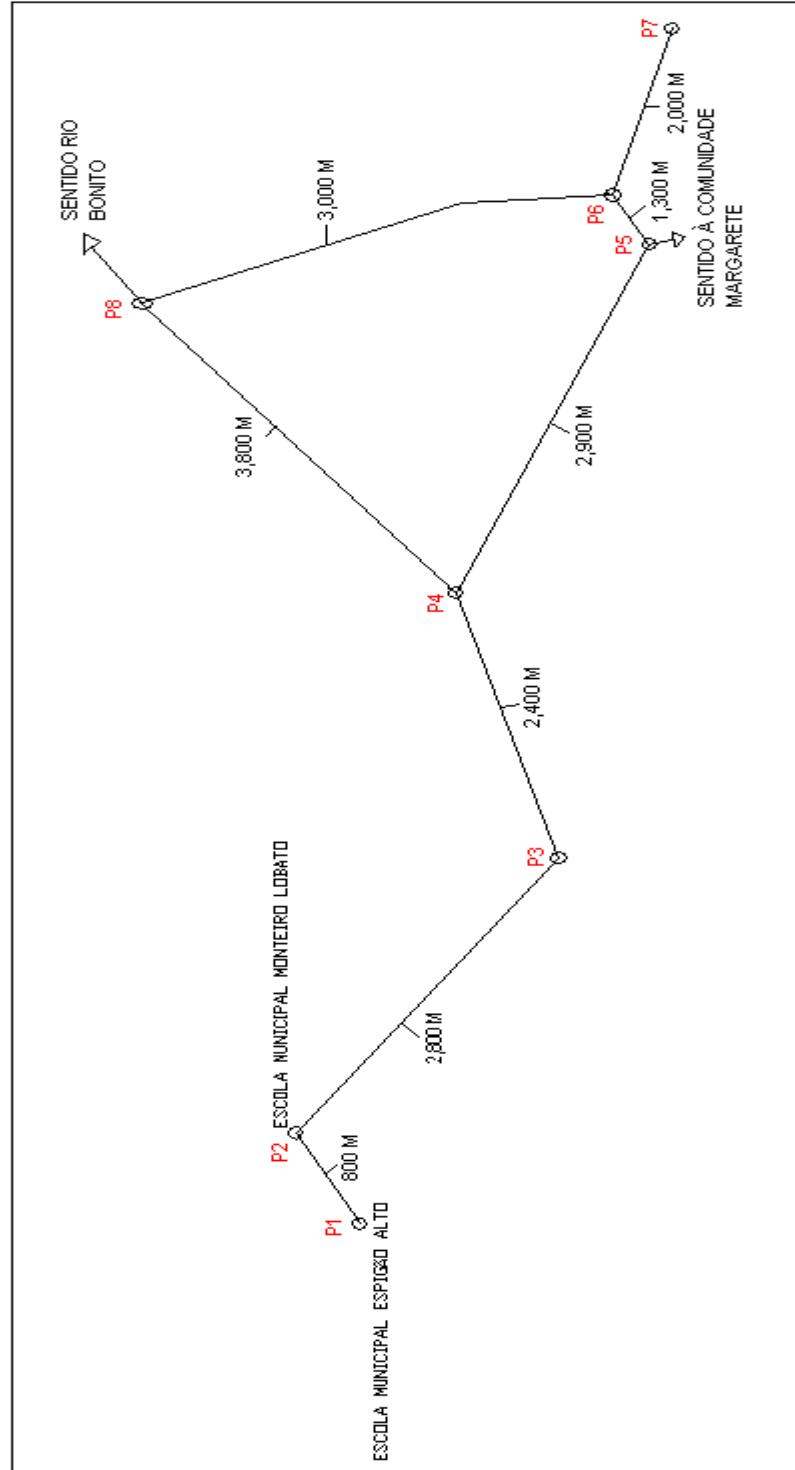 P1
ESCOLA MUNICIPAL ESPIGÃO ALTO
800 M
P2
ESCOLA MUNICIPAL MONTEIRO LOBATO
2,800 M
P3
2,400 M
P4
3,800 M
2,900 M
P8
SENTIDO RIO
BONITO
3,000 M
P5
SENTIDO À COMUNIDADE
MARGARETE
1,300 M
P6
2,000 M
P7